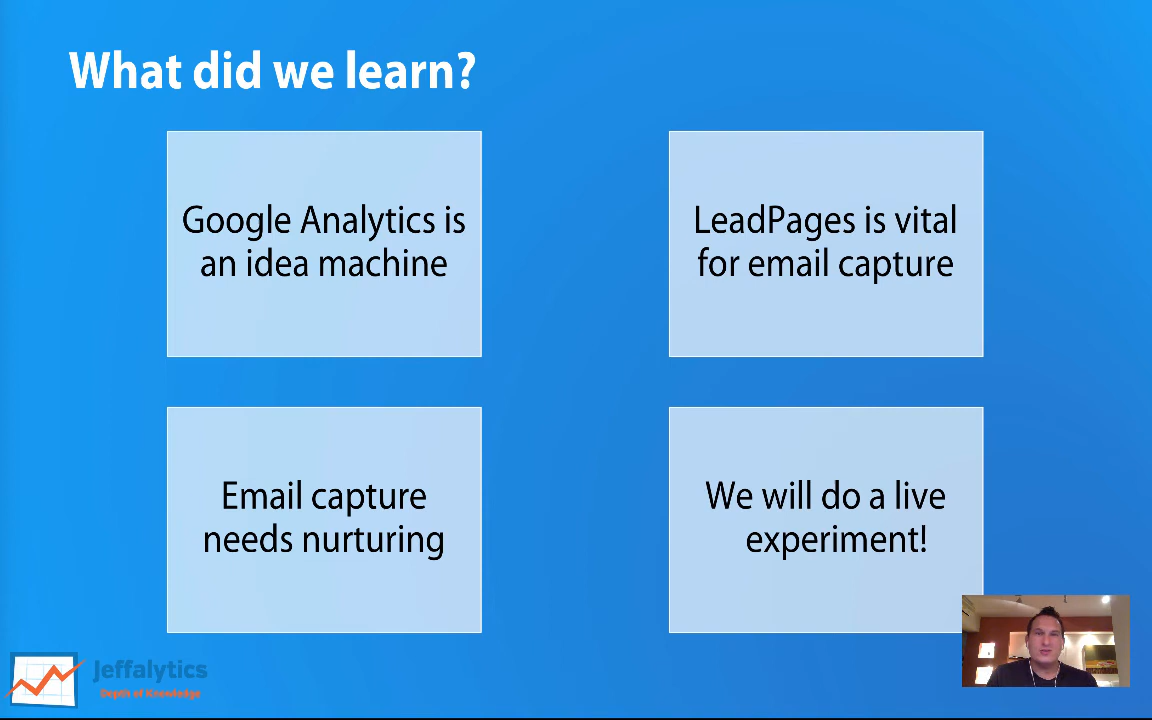 What did we learn?
Google Analytics is
an idea machine
LeadPages is vital
for email capture
Email capture
needs nurturing
We will do a live
experiment!
Jeffalytics
Depth of Knowledge